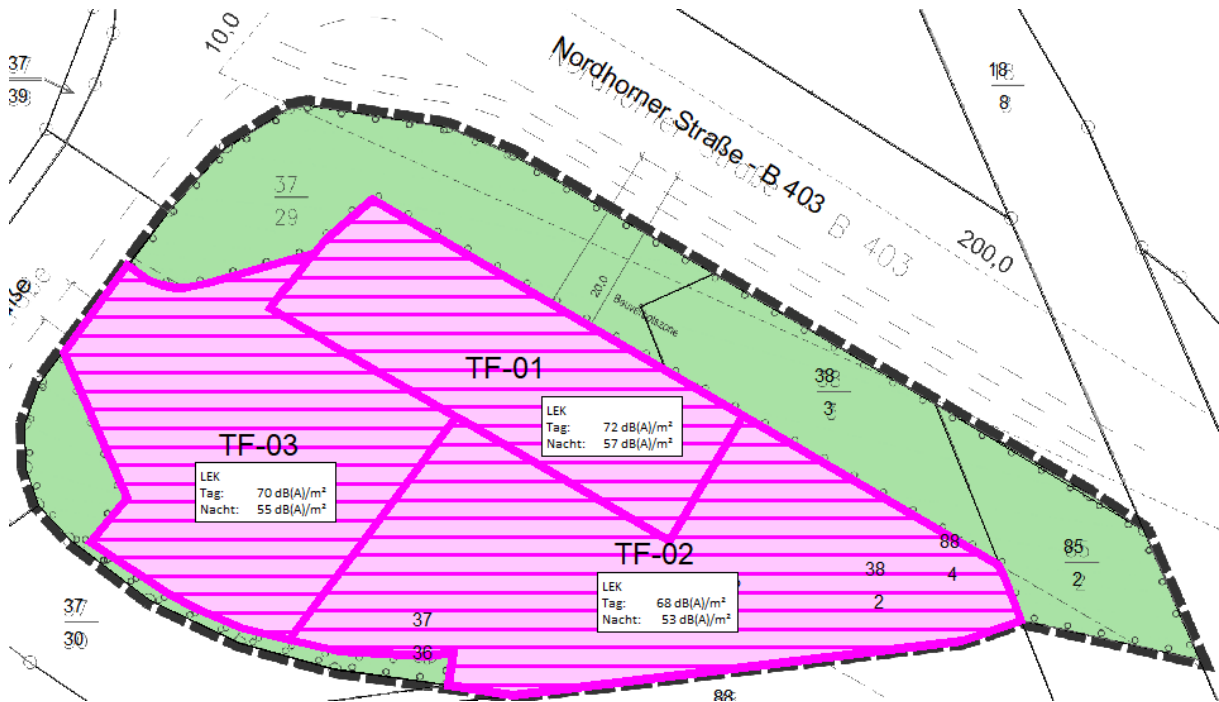 10,0
Nordhorner Straße - B 403
B 403
200,0
18
8
37
39
37
29
20,0
Bauverbotszone
38
3
TF-01
LEK
Tag: 72 dB(A)/m²
Nacht: 57 dB(A)/m²
TF-03
LEK
Tag: 70 dB(A)/m²
Nacht: 55 dB(A)/m²
TF-02
LEK
Tag: 68 dB(A)/m²
Nacht: 53 dB(A)/m²
88
4
38
2
85
2
37
36
37
30
88